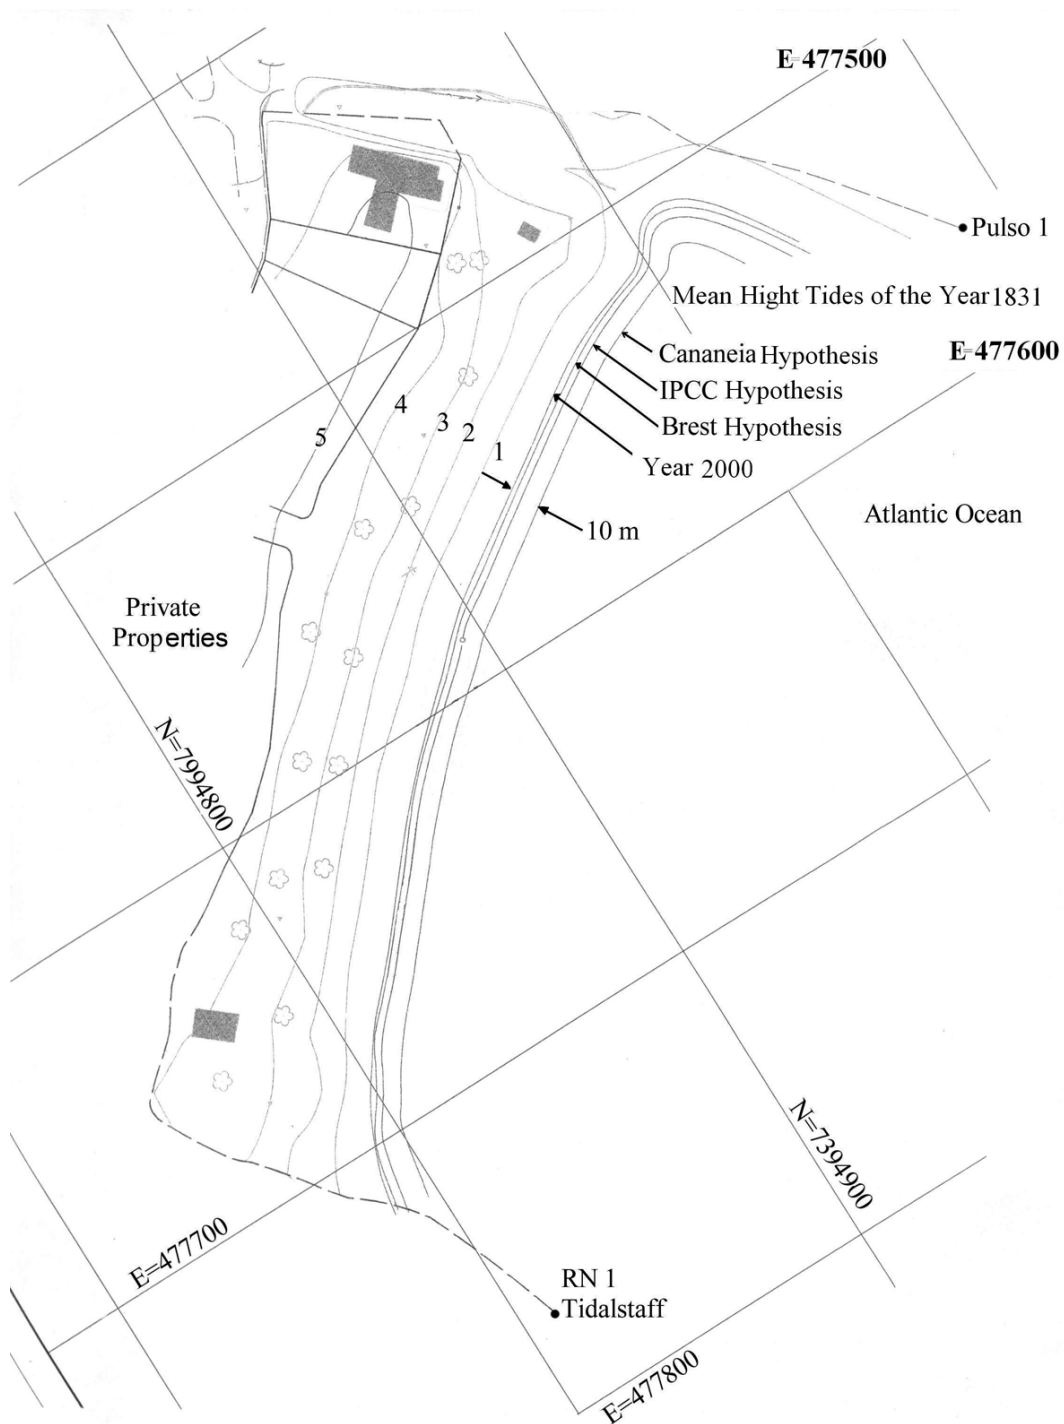 E=477500
Pulso 1
Mean Hight Tides of the Year 1831
Cananeia Hypothesis
E=477600
IPCC Hypothesis
Brest Hypothesis
Year 2000
5
4
3
2
1
10 m
Atlantic Ocean
Private
Properties
N=7994800
N=7394900
E=477700
RN 1
Tidalstaff
E=477800